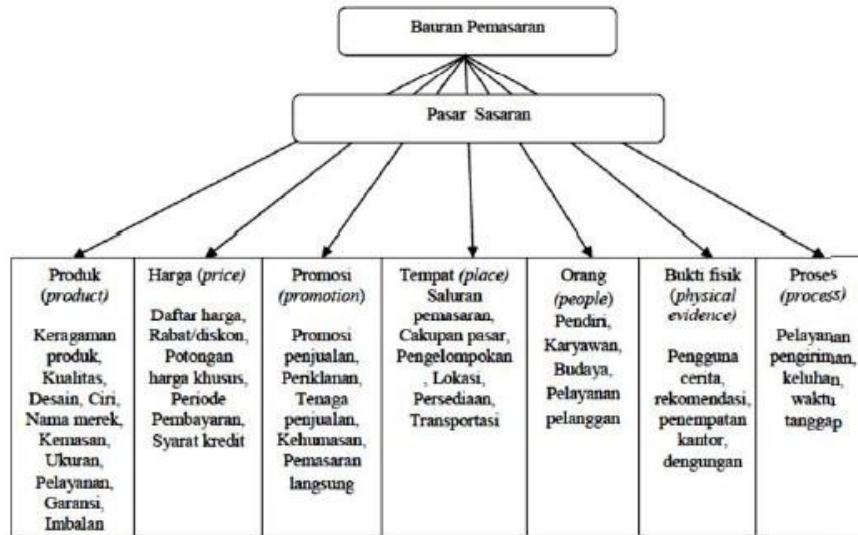 Bauran Pemasaran
Pasar Sasaran
Produk
(product)
Keragaman
produk,
Kualitas,
Desain, Ciri,
Nama merek,
Kemasan,
Ukuran,
Pelayanan,
Garansi,
Imbalan
Harga (price)
Daftar harga,
Rabat/diskon,
Potongan
harga khusus,
Periode
Pembayaran,
Syarat kredit
Promosi
(promotion)
Promosi
penjualan,
Periklanan,
Tenaga
penjualan,
Kehumasan,
Pemasaran
langsung
Tempat (place)
Saluran
pemasaran,
Cakupan pasar,
Pengelompokan
, Lokasi,
Persediaan,
Transportasi
Orang
(people)
Pendiri,
Karyawan,
Budaya,
Pelayanan
pelanggan
Bukti fisik
(physical
evidence)
Pengguna
cerita,
rekomendasi,
penempatan
kantor,
dengungan
Proses
(process)
Pelayanan
pengiriman,
keluhan,
waktu
tanggap